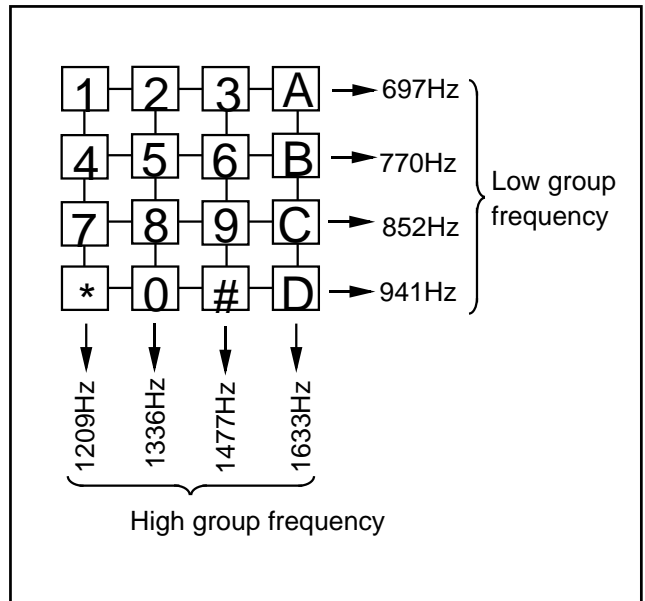 1 2 3 A 697Hz
4 5 6 B 770Hz
7 8 9 C 852Hz
* 0 # D 941Hz
Low group
frequency
1209Hz 1336Hz 1477Hz 1633Hz
High group frequency